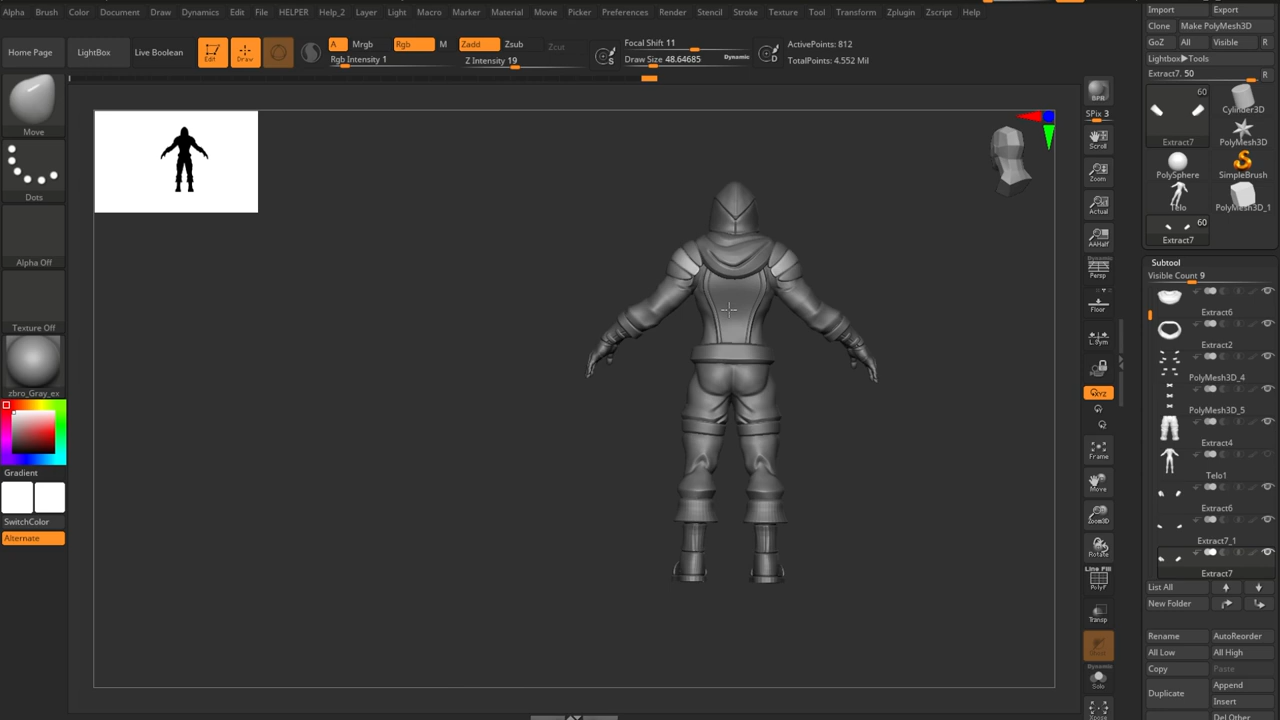 Alpha Brush Color Document Draw Dynamics Edit File HELPER Help_2 Layer Light Macro Marker Material Movie Picker Preferences Render Stencil Stroke Texture Tool Transform Zplugin Zscript Help
Home Page LightBox Live Boolean Edit Draw
A Mrgb Rgb M Zadd Zsub Zcut
Rgb Intensity 1 Z Intensity 19
Focal Shift 11
Draw Size 48.64685 Dynamic
S
D
ActivePoints: 812
TotalPoints: 4.552 Mil
Move
Dots
Alpha Off
Texture Off
zbro_Gray_ex
Gradient
SwitchColor
Alternate
BPR
SPix 3
Scroll
Zoom
Actual
AAHalf
Dynamic
Persp
Floor
L.Sym
XYZ
Frame
Move
Zoom3D
Rotate
Line Fill
PolyF
Transp
Ghost
Dynamic
Solo
Xpose
Import Export
Clone Make PolyMesh3D
GoZ All Visible R
Lightbox▶Tools
Extract7. 50 R
60
Extract7
Cylinder3D
PolyMesh3D
PolySphere SimpleBrush
Telo PolyMesh3D_1
60
Extract7
Subtool
Visible Count 9
Extract6
Extract2
PolyMesh3D_4
PolyMesh3D_5
Extract4
Telo1
Extract6
Extract7_1
Extract7
List All
New Folder
Rename AutoReorder
All Low All High
Copy Paste
Duplicate Append
Insert
Del Other